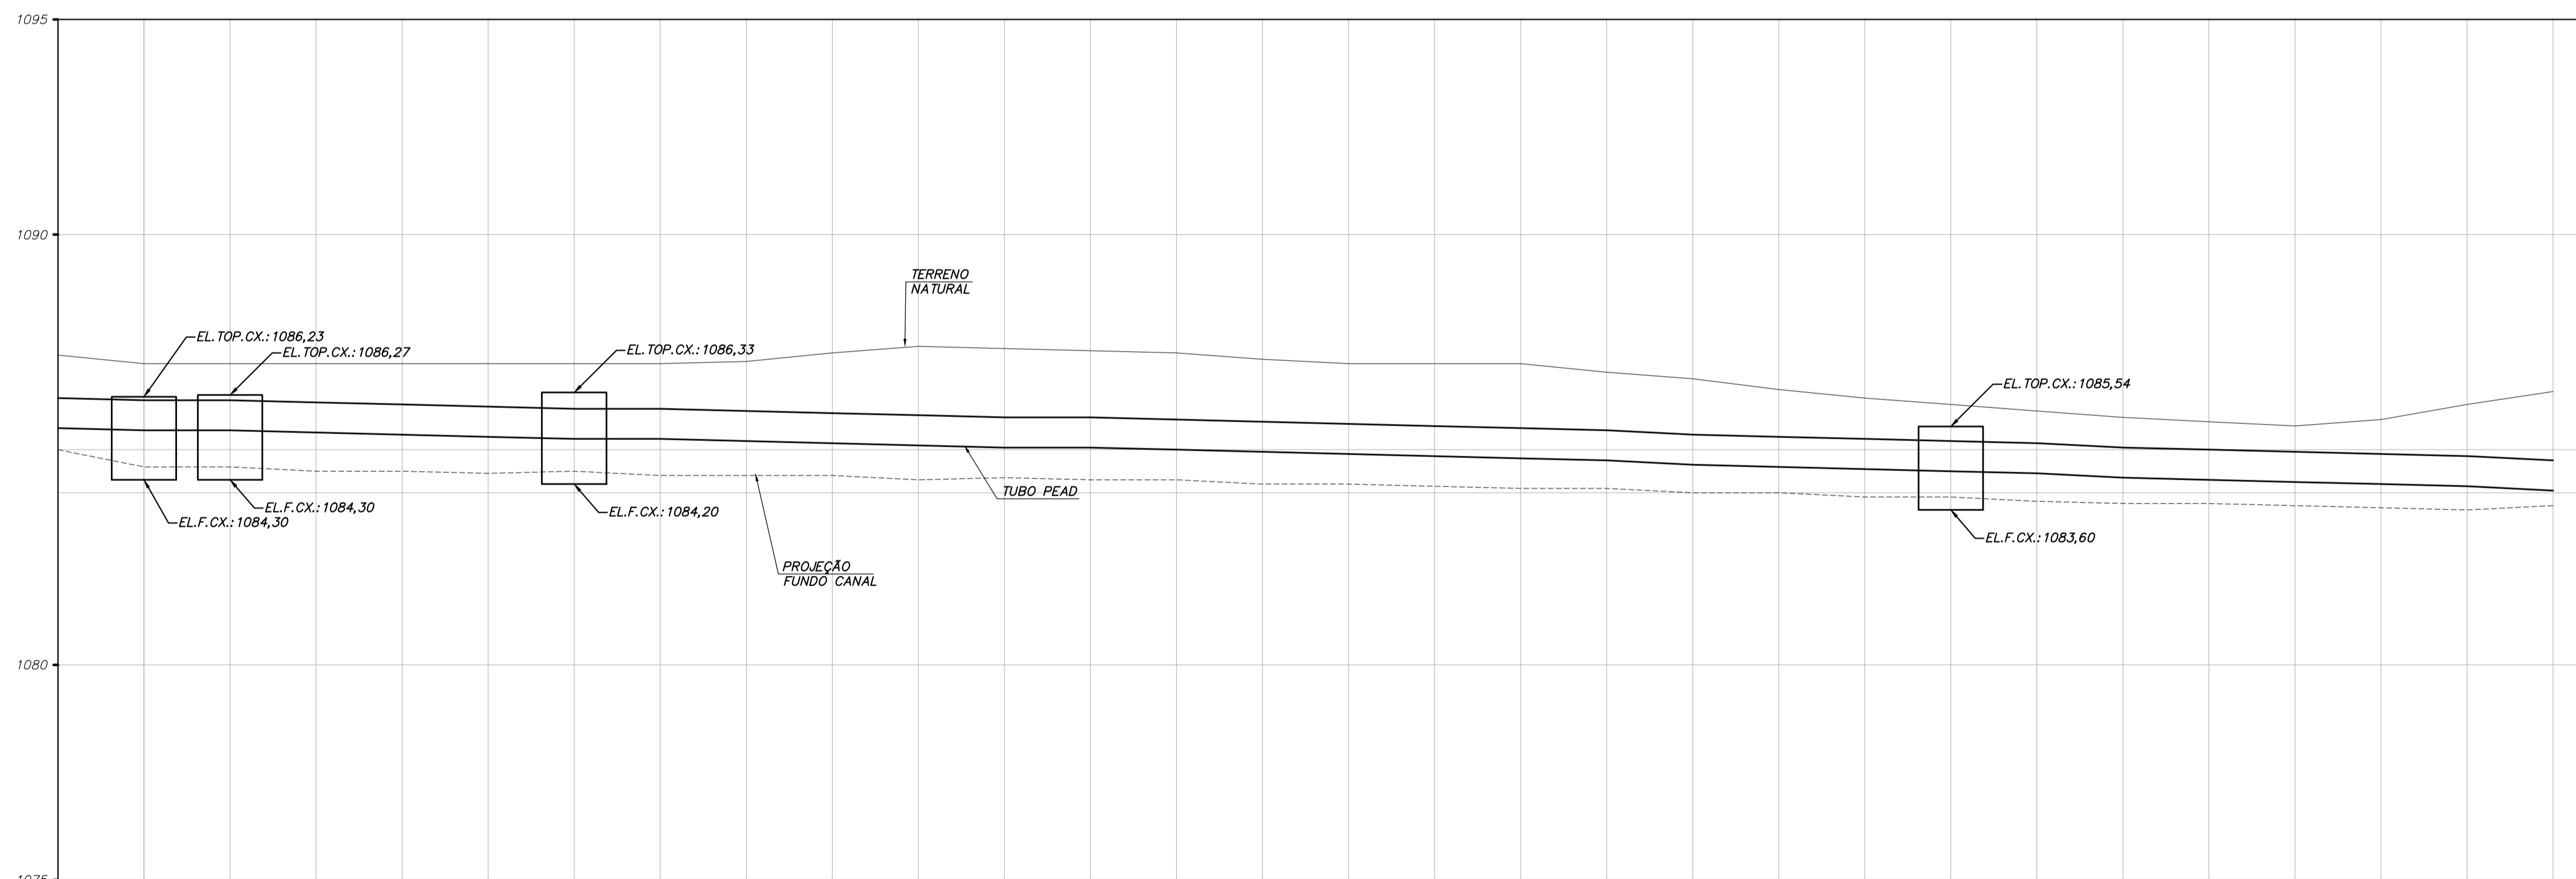 1095
1090
TERRENO
NATURAL
EL.TOP.CX.:1086,23
EL.TOP.CX.:1086,27
EL.TOP.CX.:1086,33
EL.TOP.CX.:1085,54
TUBO PEAD
EL.F.CX.:1084,30
EL.F.CX.:1084,30
EL.F.CX.:1084,20
EL.F.CX.:1083,60
PROJEÇÃO
FUNDO CANAL
1080
1075